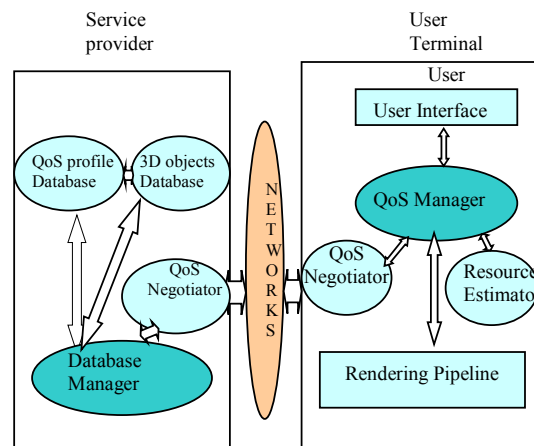 Service
provider
User
Terminal
User
User Interface
QoS profile
Database
3D objects
Database
NETWORKS
QoS Manager
QoS
Negotiator
QoS
Negotiator
Resource
Estimato
Database
Manager
Rendering Pipeline